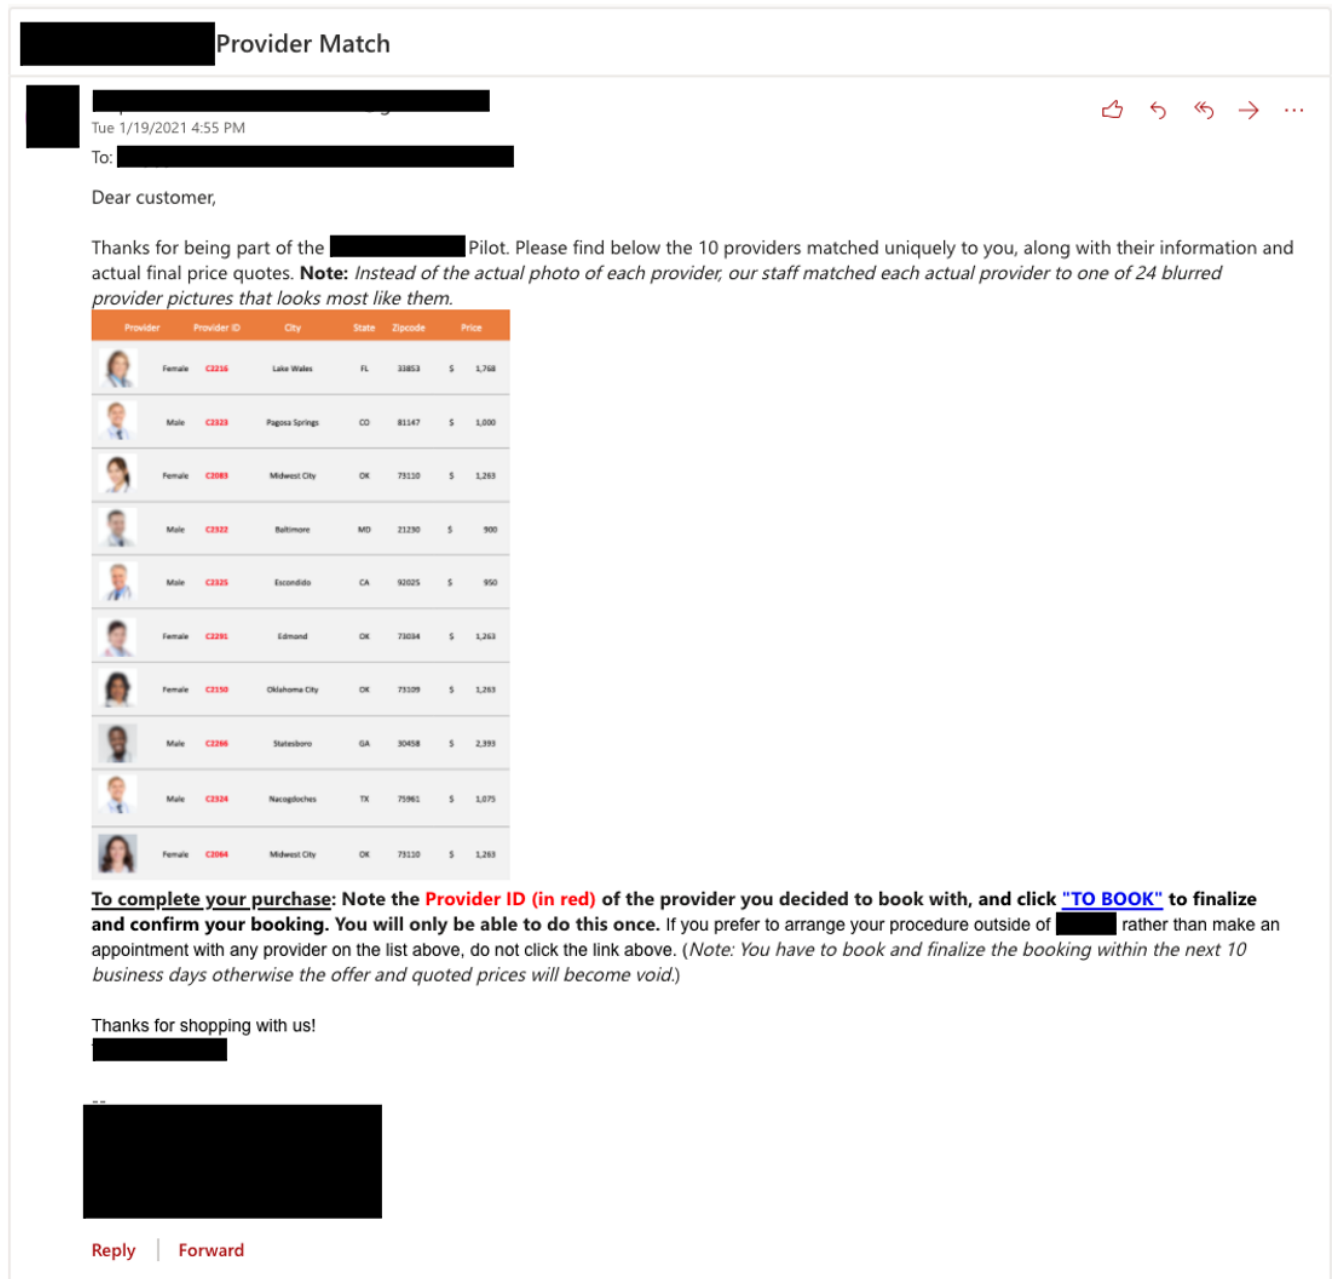 Provider Match
Tue 1/19/2021 4:55 PM
To:
Dear customer,
Thanks for being part of the Pilot. Please find below the 10 providers matched uniquely to you, along with their information and
actual final price quotes. Note: Instead of the actual photo of each provider, our staff matched each actual provider to one of 24 blurred
provider pictures that looks most like them.
Provider Provider ID City State Zipcode Price
Female C2216 Lake Wales FL 33853 $ 1,768
Male C2323 Pagosa Springs CO 81147 $ 1,000
Female C2083 Midwest City OK 73110 $ 1,263
Male C2322 Baltimore MD 21230 $ 900
Male C2325 Escondido CA 92025 $ 950
Female C2291 Edmond OK 73034 $ 1,263
Female C2150 Oklahoma City OK 73109 $ 1,263
Male C2266 Statesboro GA 30458 $ 2,393
Male C2324 Nacogdoches TX 75961 $ 1,075
Female C2064 Midwest City OK 73110 $ 1,263
To complete your purchase: Note the Provider ID (in red) of the provider you decided to book with, and click "TO BOOK" to finalize
and confirm your booking. You will only be able to do this once. If you prefer to arrange your procedure outside of rather than make an
appointment with any provider on the list above, do not click the link above. (Note: You have to book and finalize the booking within the next 10
business days otherwise the offer and quoted prices will become void.)
Thanks for shopping with us!
--
Reply Forward